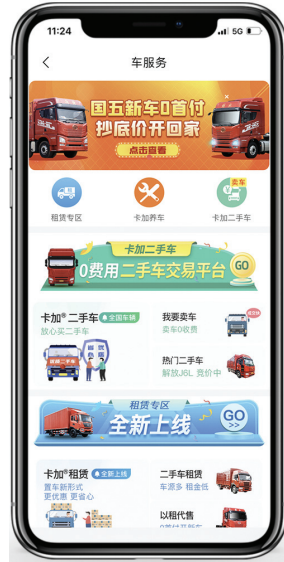 11:24
5G
车服务
国五新车0首付
抄底价开回家
点击查看
卖车
租赁专区
卡加养车
卡加二手车
卡加二手车
0费用二手车交易平台
GO
卡加® 二手车 全国车辆
放心买二手车
我要卖车
卖车0收费
热门二手车
解放J6L 竞价中
租赁专区
全新上线
GO
>>
卡加®租赁 全新上线
置车新形式
更优惠 更省心
二手车租赁
车源多 租金低
以租代售